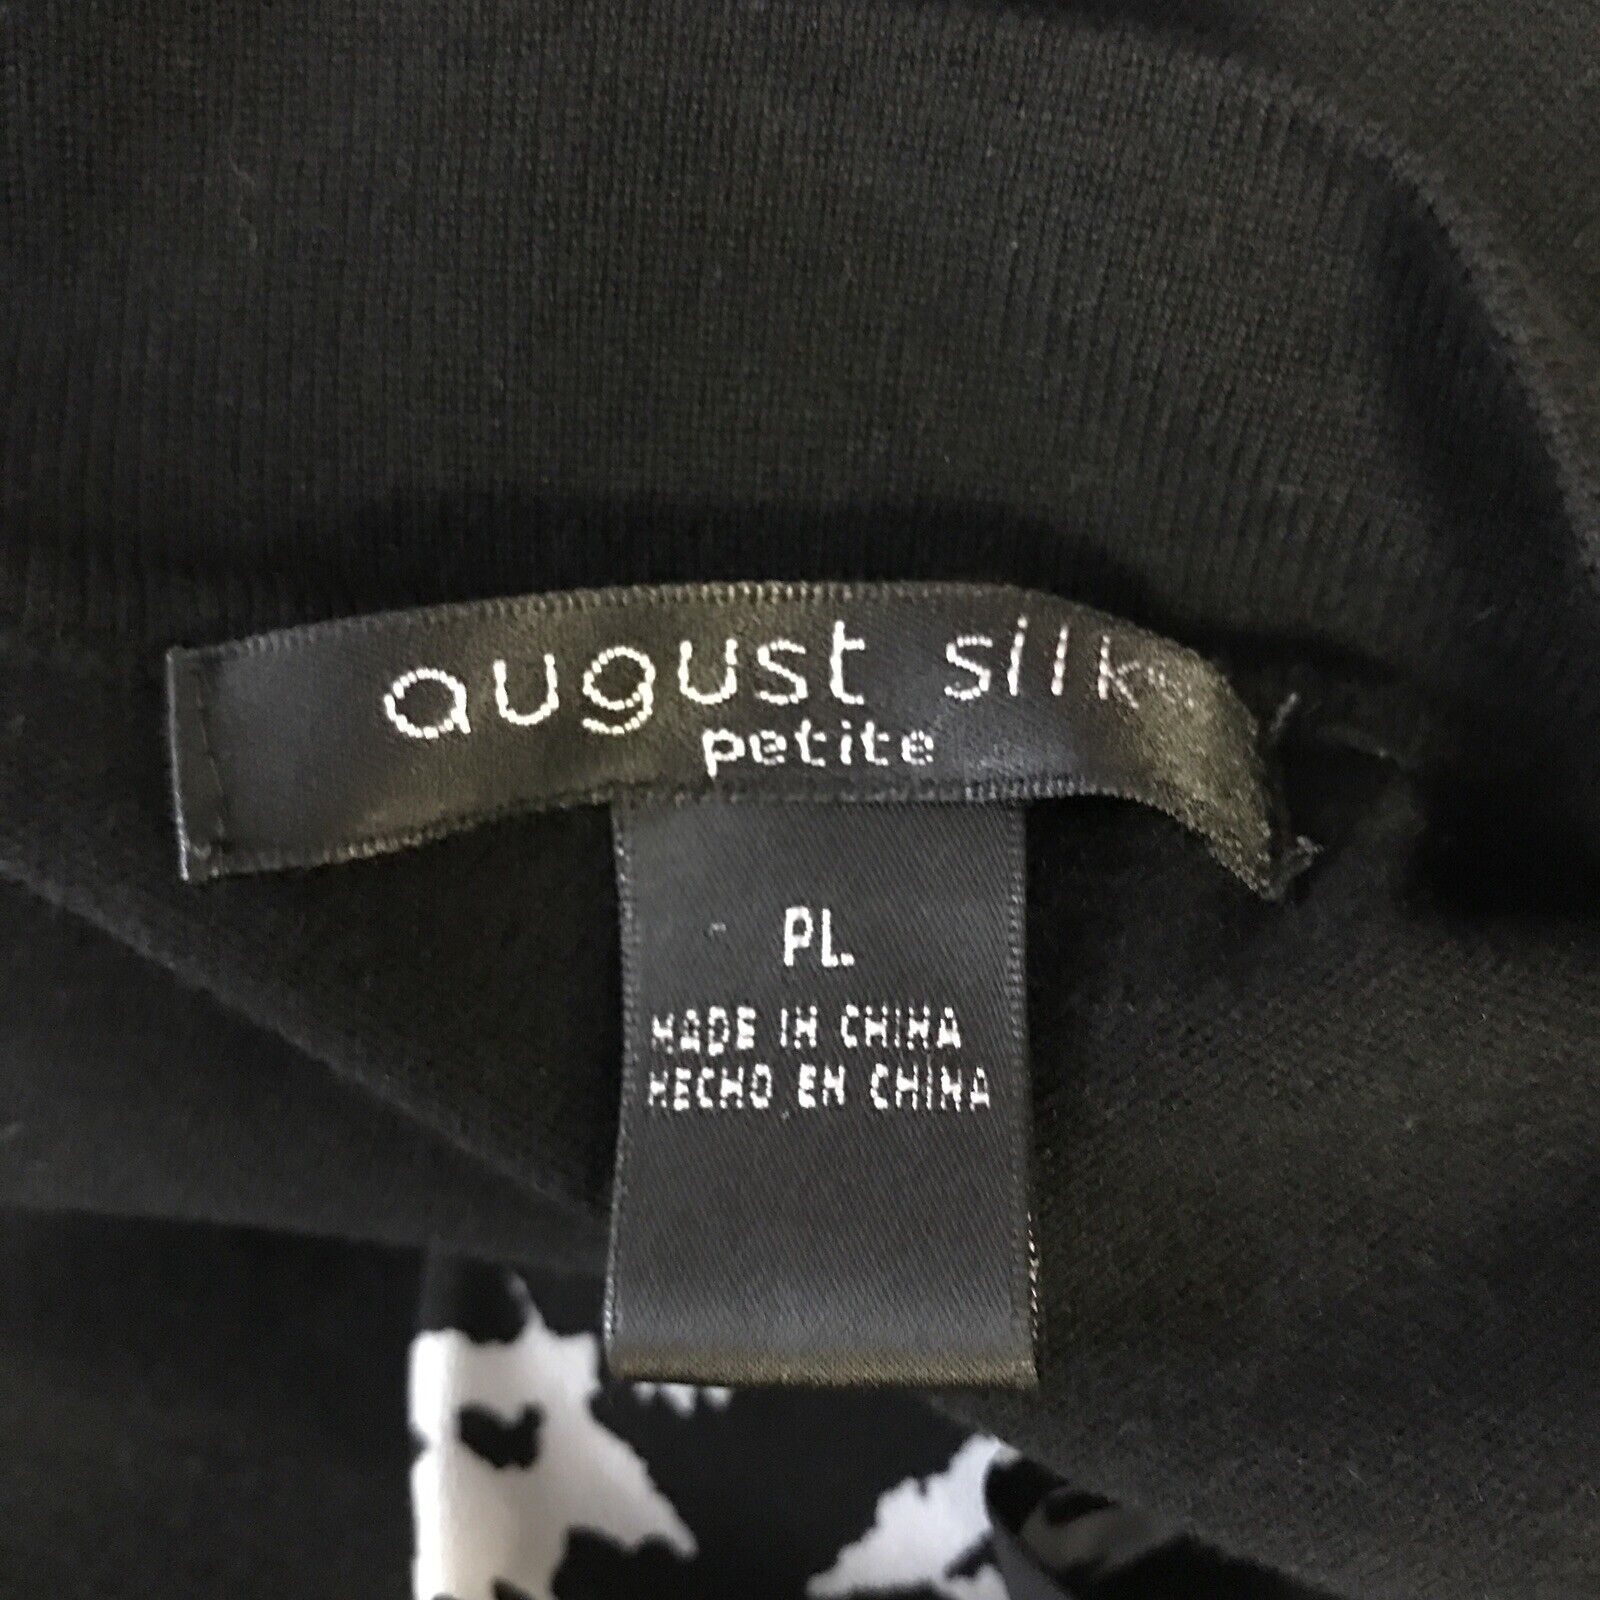 august silk
petite
PL
MADE IN CHINA
HECHO EN CHINA